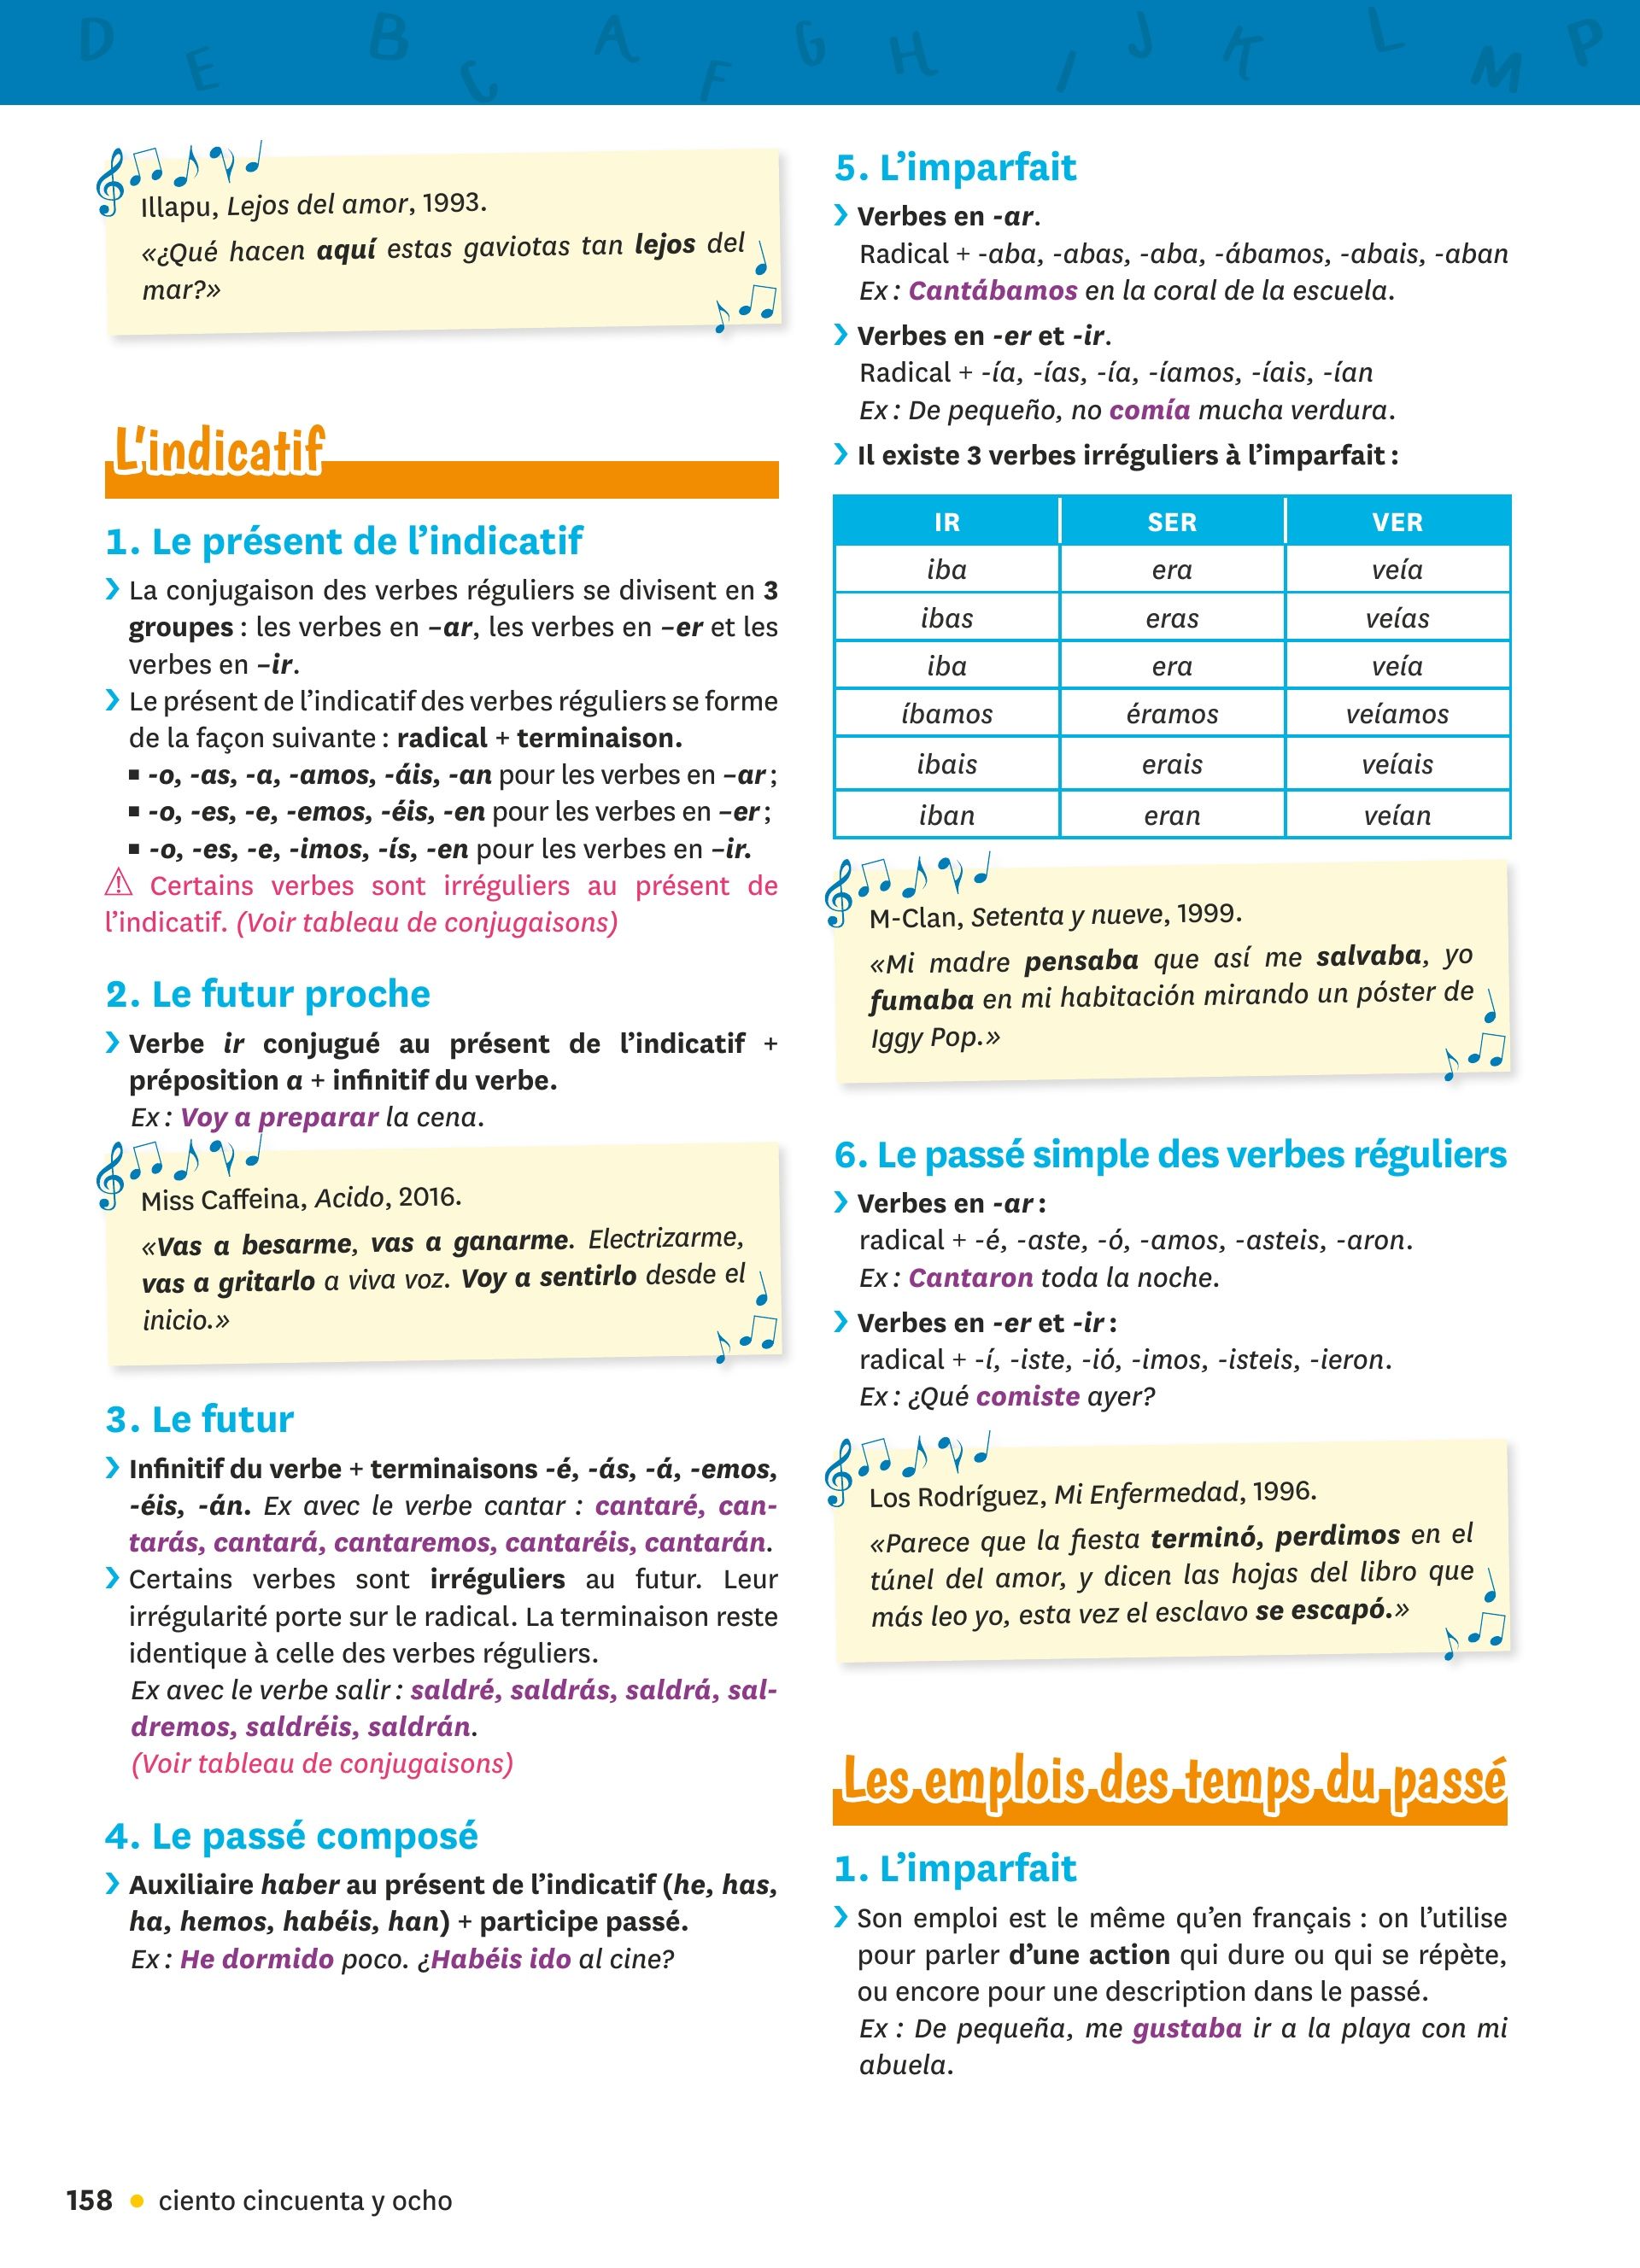 D E B C A F G H I J K L M P
Illapu, Lejos del amor, 1993.
«¿Qué hacen aquí estas gaviotas tan lejos del
mar?»
L'indicatif
1. Le présent de l'indicatif
› La conjugaison des verbes réguliers se divisent en 3
groupes : les verbes en –ar, les verbes en –er et les
verbes en –ir.
› Le présent de l'indicatif des verbes réguliers se forme
de la façon suivante : radical + terminaison.
▪ -o, -as, -a, -amos, -áis, -an pour les verbes en –ar ;
▪ -o, -es, -e, -emos, -éis, -en pour les verbes en –er ;
▪ -o, -es, -e, -imos, -ís, -en pour les verbes en –ir.
⚠ Certains verbes sont irréguliers au présent de
l'indicatif. (Voir tableau de conjugaisons)
2. Le futur proche
› Verbe ir conjugué au présent de l'indicatif +
préposition a + infinitif du verbe.
Ex : Voy a preparar la cena.
Miss Caffeina, Acido, 2016.
«Vas a besarme, vas a ganarme. Electrizarme,
vas a gritarlo a viva voz. Voy a sentirlo desde el
inicio.»
3. Le futur
› Infinitif du verbe + terminaisons -é, -ás, -á, -emos,
-éis, -án. Ex avec le verbe cantar : cantaré, can-
tarás, cantará, cantaremos, cantaréis, cantarán.
› Certains verbes sont irréguliers au futur. Leur
irrégularité porte sur le radical. La terminaison reste
identique à celle des verbes réguliers.
Ex avec le verbe salir : saldré, saldrás, saldrá, sal-
dremos, saldréis, saldrán.
(Voir tableau de conjugaisons)
4. Le passé composé
› Auxiliaire haber au présent de l'indicatif (he, has,
ha, hemos, habéis, han) + participe passé.
Ex : He dormido poco. ¿Habéis ido al cine?
5. L'imparfait
› Verbes en -ar.
Radical + -aba, -abas, -aba, -ábamos, -abais, -aban
Ex : Cantábamos en la coral de la escuela.
› Verbes en -er et -ir.
Radical + -ía, -ías, -ía, -íamos, -íais, -ían
Ex : De pequeño, no comía mucha verdura.
› Il existe 3 verbes irréguliers à l'imparfait :
IR SER VER
iba era veía
ibas eras veías
iba era veía
íbamos éramos veíamos
ibais erais veíais
iban eran veían
M-Clan, Setenta y nueve, 1999.
«Mi madre pensaba que así me salvaba, yo
fumaba en mi habitación mirando un póster de
Iggy Pop.»
6. Le passé simple des verbes réguliers
› Verbes en -ar :
radical + -é, -aste, -ó, -amos, -asteis, -aron.
Ex : Cantaron toda la noche.
› Verbes en -er et -ir :
radical + -í, -iste, -ió, -imos, -isteis, -ieron.
Ex : ¿Qué comiste ayer?
Los Rodríguez, Mi Enfermedad, 1996.
«Parece que la fiesta terminó, perdimos en el
túnel del amor, y dicen las hojas del libro que
más leo yo, esta vez el esclavo se escapó.»
Les emplois des temps du passé
1. L'imparfait
› Son emploi est le même qu'en français : on l'utilise
pour parler d'une action qui dure ou qui se répète,
ou encore pour une description dans le passé.
Ex : De pequeña, me gustaba ir a la playa con mi
abuela.
158 • ciento cincuenta y ocho